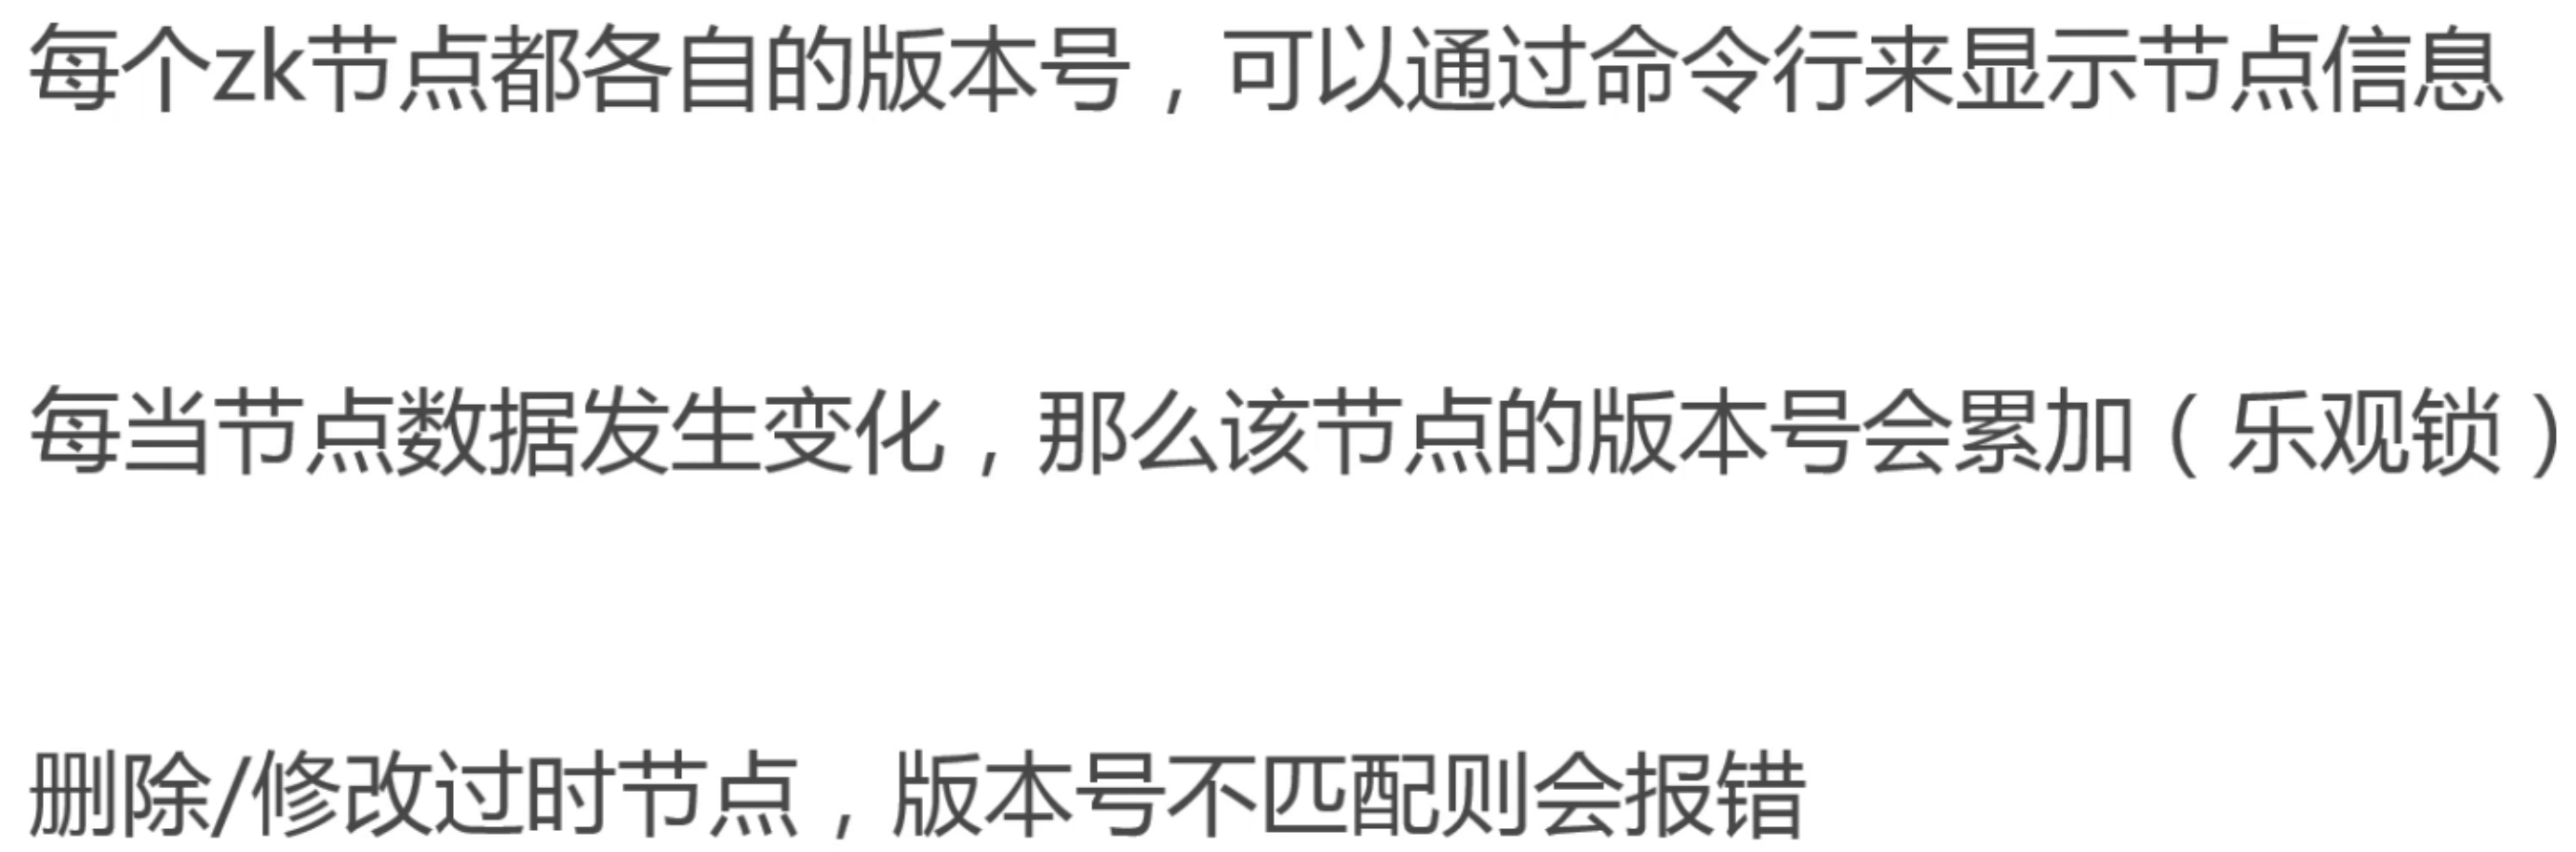 每个zk节点都各自的版本号，可以通过命令行来显示节点信息
每当节点数据发生变化，那么该节点的版本号会累加（乐观锁）
删除/修改过时节点，版本号不匹配则会报错